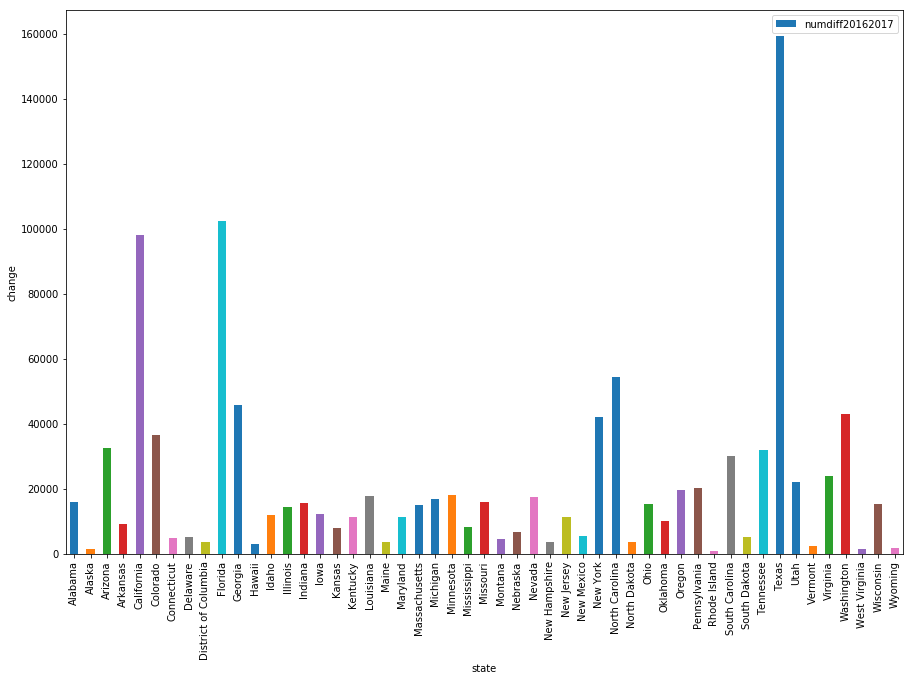 numdiff20162017
160000
140000
120000
100000
80000
60000
40000
20000
0
change
Alabama
Alaska
Arizona
Arkansas
California
Colorado
Connecticut
Delaware
District of Columbia
Florida
Georgia
Hawaii
Idaho
Illinois
Indiana
Iowa
Kansas
Kentucky
Louisiana
Maine
Maryland
Massachusetts
Michigan
Minnesota
Mississippi
Missouri
Montana
Nebraska
Nevada
New Hampshire
New Jersey
New Mexico
New York
North Carolina
North Dakota
Ohio
Oklahoma
Oregon
Pennsylvania
Rhode Island
South Carolina
South Dakota
Tennessee
Texas
Utah
Vermont
Virginia
Washington
West Virginia
Wisconsin
Wyoming
state